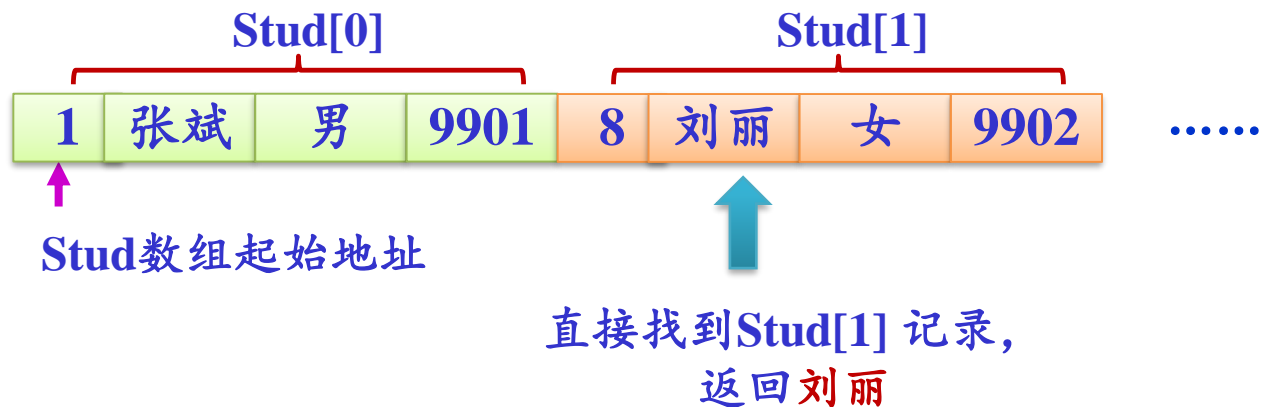 Stud[0] Stud[1]
1 张斌 男 9901 8 刘丽 女 9902 ……
Stud数组起始地址
直接找到Stud[1] 记录，
返回刘丽